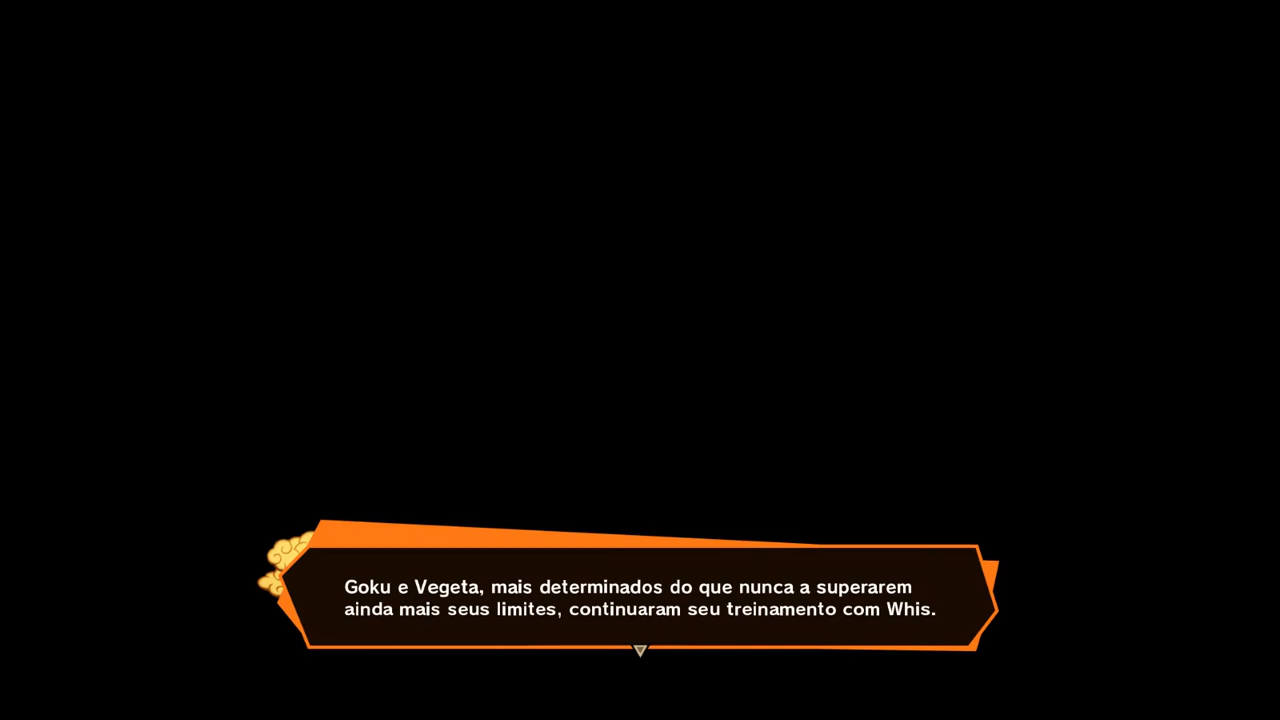 Goku e Vegeta, mais determinados do que nunca a superarem
ainda mais seus limites, continuaram seu treinamento com Whis.